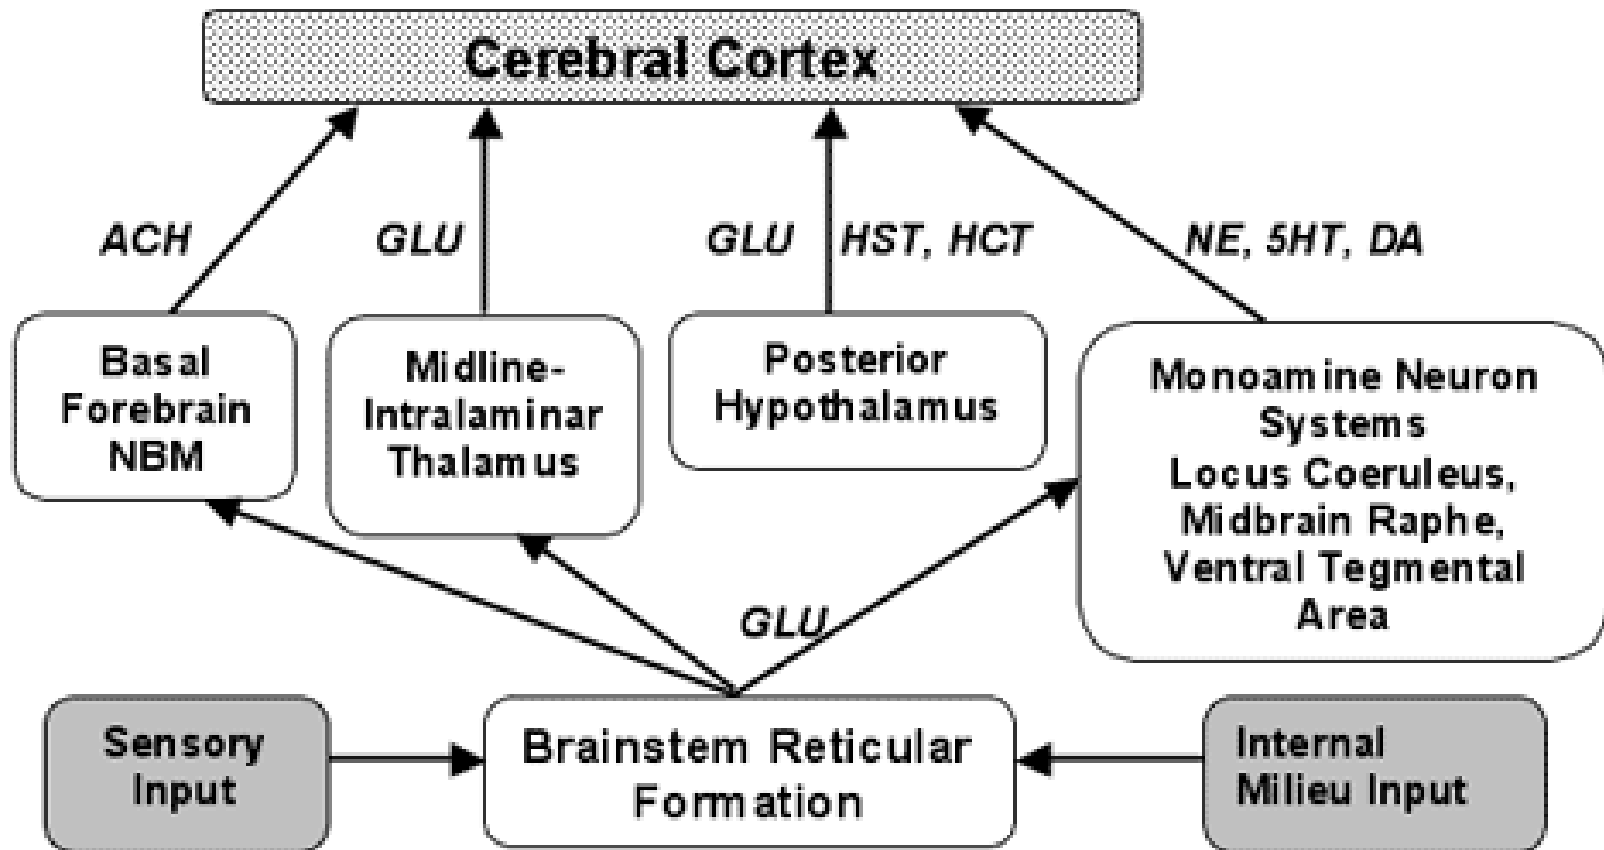 Cerebral Cortex
ACH
GLU
GLU
HST, HCT
NE, 5HT, DA
Basal
Forebrain
NBM
Midline-
Intralaminar
Thalamus
Posterior
Hypothalamus
Monoamine Neuron
Systems
Locus Coeruleus,
Midbrain Raphe,
Ventral Tegmental
Area
GLU
Sensory
Input
Brainstem Reticular
Formation
Internal
Milieu Input